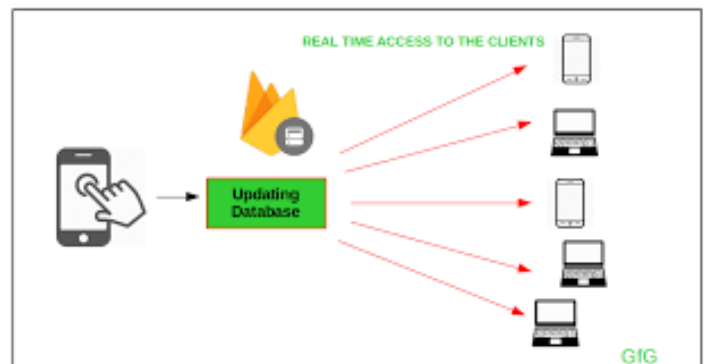 REAL TIME ACCESS TO THE CLIENTS
Updating
Database
GfG